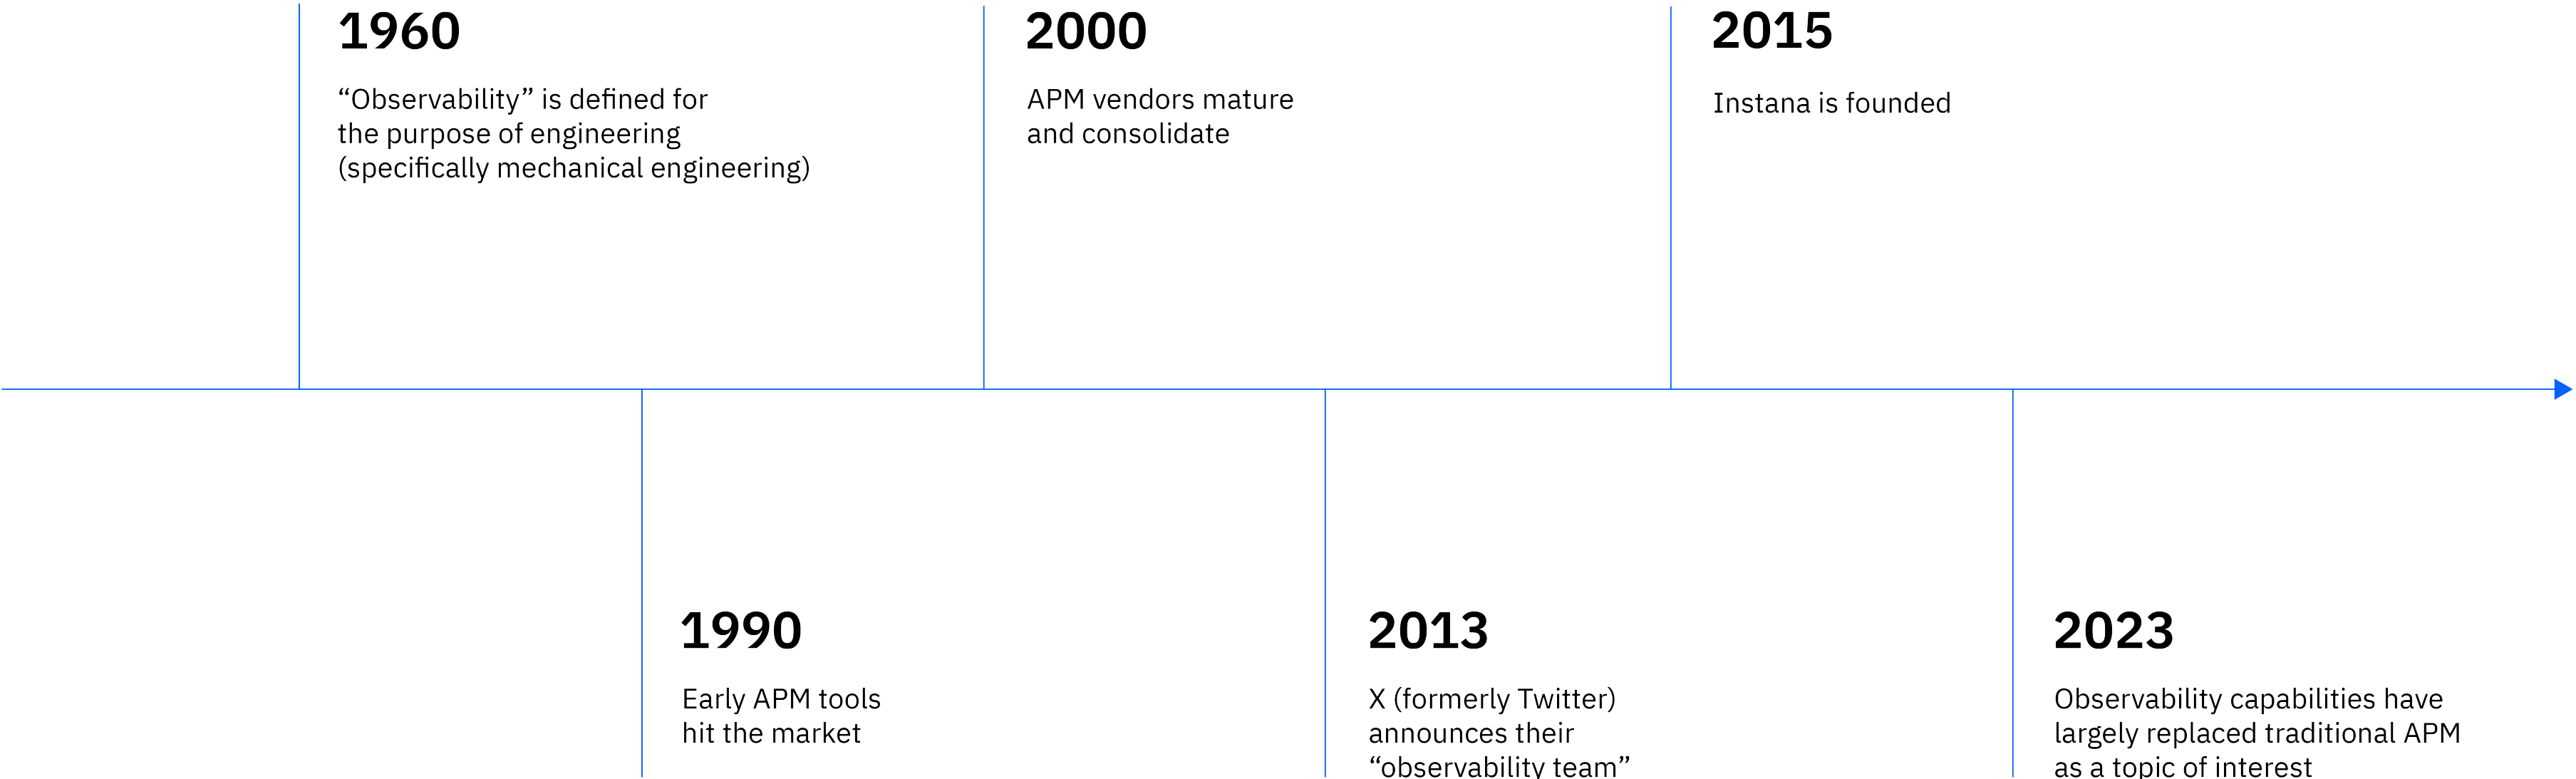 1960
“Observability” is defined for
the purpose of engineering
(specifically mechanical engineering)
2000
APM vendors mature
and consolidate
2015
Instana is founded
1990
Early APM tools
hit the market
2013
X (formerly Twitter)
announces their
“observability team”
2023
Observability capabilities have
largely replaced traditional APM
as a topic of interest